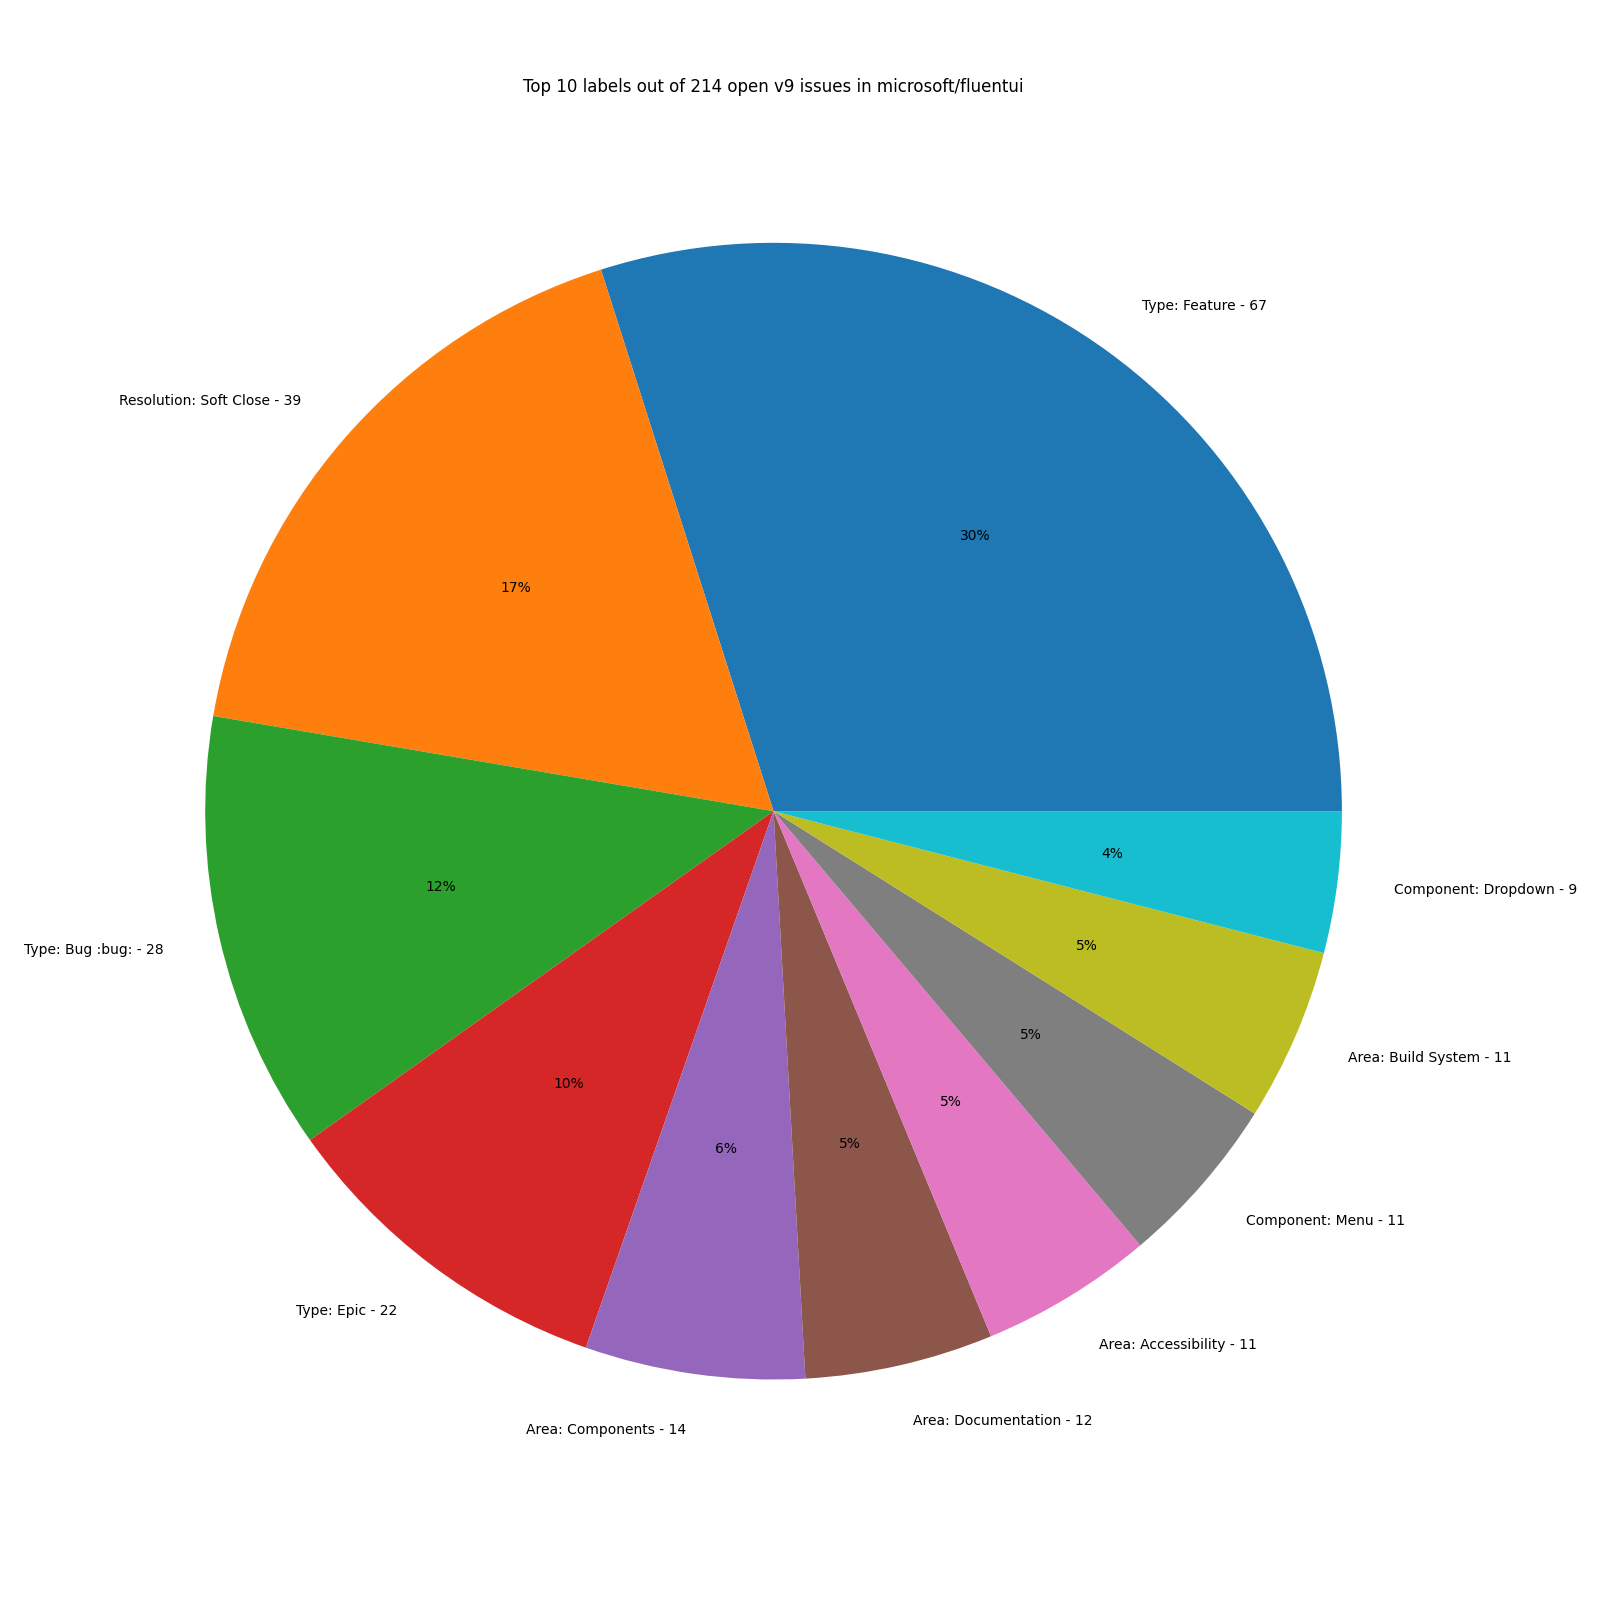 Top 10 labels out of 214 open v9 issues in microsoft/fluentui
Type: Feature - 67
30%
Resolution: Soft Close - 39
17%
Type: Bug :bug: - 28
12%
Type: Epic - 22
10%
Area: Components - 14
6%
Area: Documentation - 12
5%
Area: Accessibility - 11
5%
Component: Menu - 11
5%
Area: Build System - 11
5%
Component: Dropdown - 9
4%